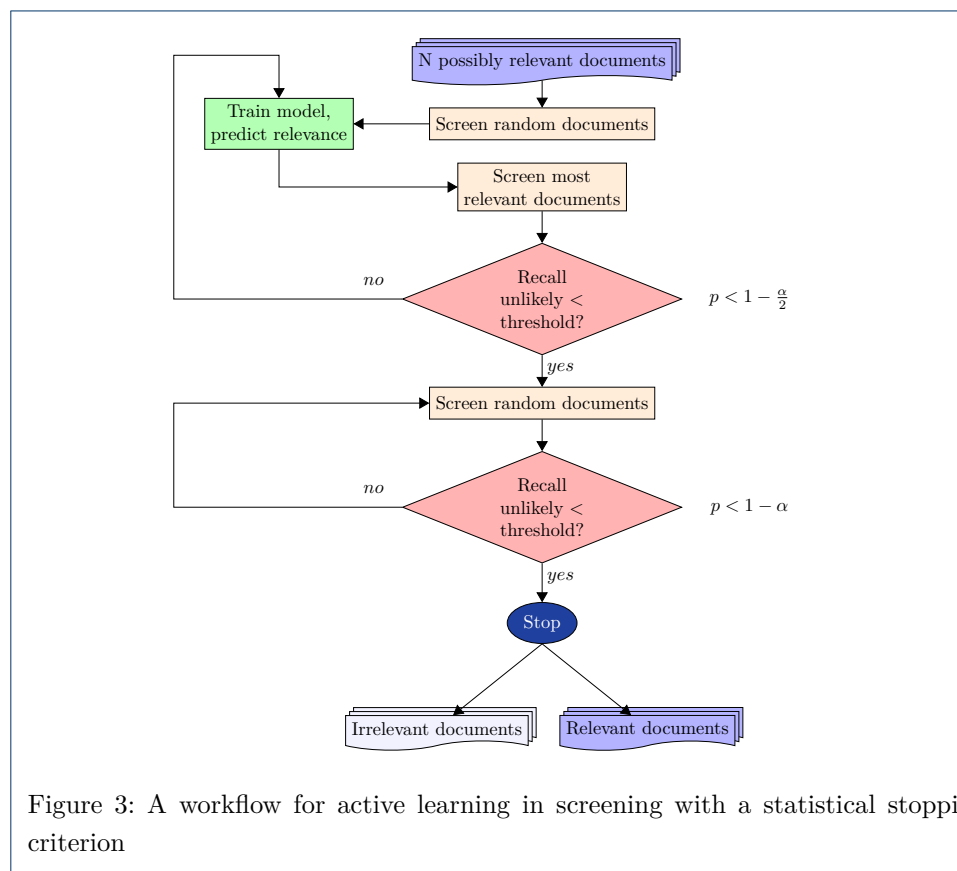 N possibly relevant documents
Train model,
predict relevance
Screen random documents
Screen most
relevant documents
no
Recall
unlikely <
threshold?
p < 1 − α/2
yes
Screen random documents
no
Recall
unlikely <
threshold?
p < 1 − α
yes
Stop
Irrelevant documents
Relevant documents
Figure 3: A workflow for active learning in screening with a statistical stoppi
criterion